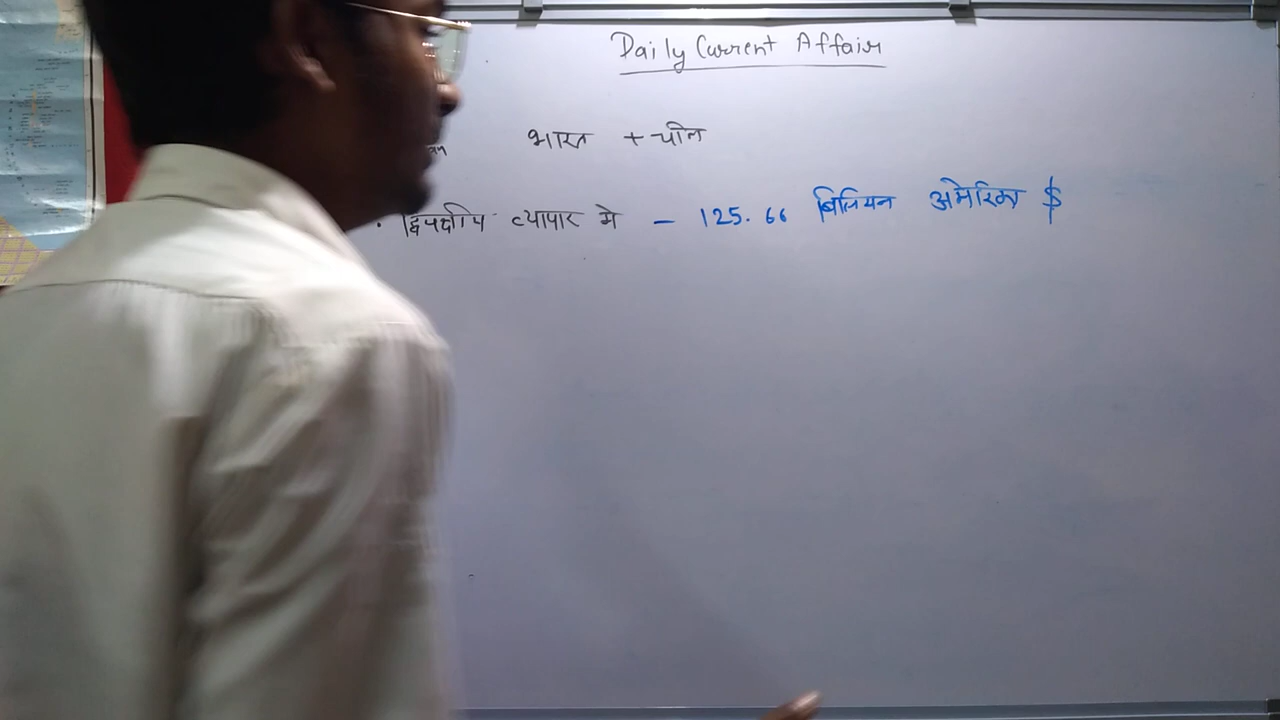 Daily Current Affair
भारत + चीन
• द्विपक्षीय व्यापार मे – 125.66 बिलियन अमेरिका $